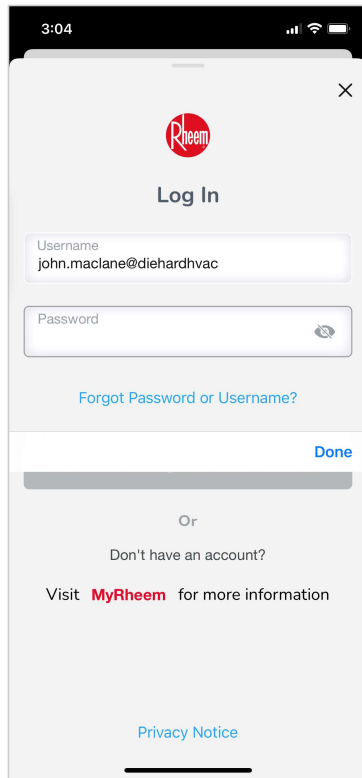 3:04
Rheem
Log In
Username
john.maclane@diehardhvac
Password
Forgot Password or Username?
Done
Or
Don't have an account?
Visit MyRheem for more information
Privacy Notice